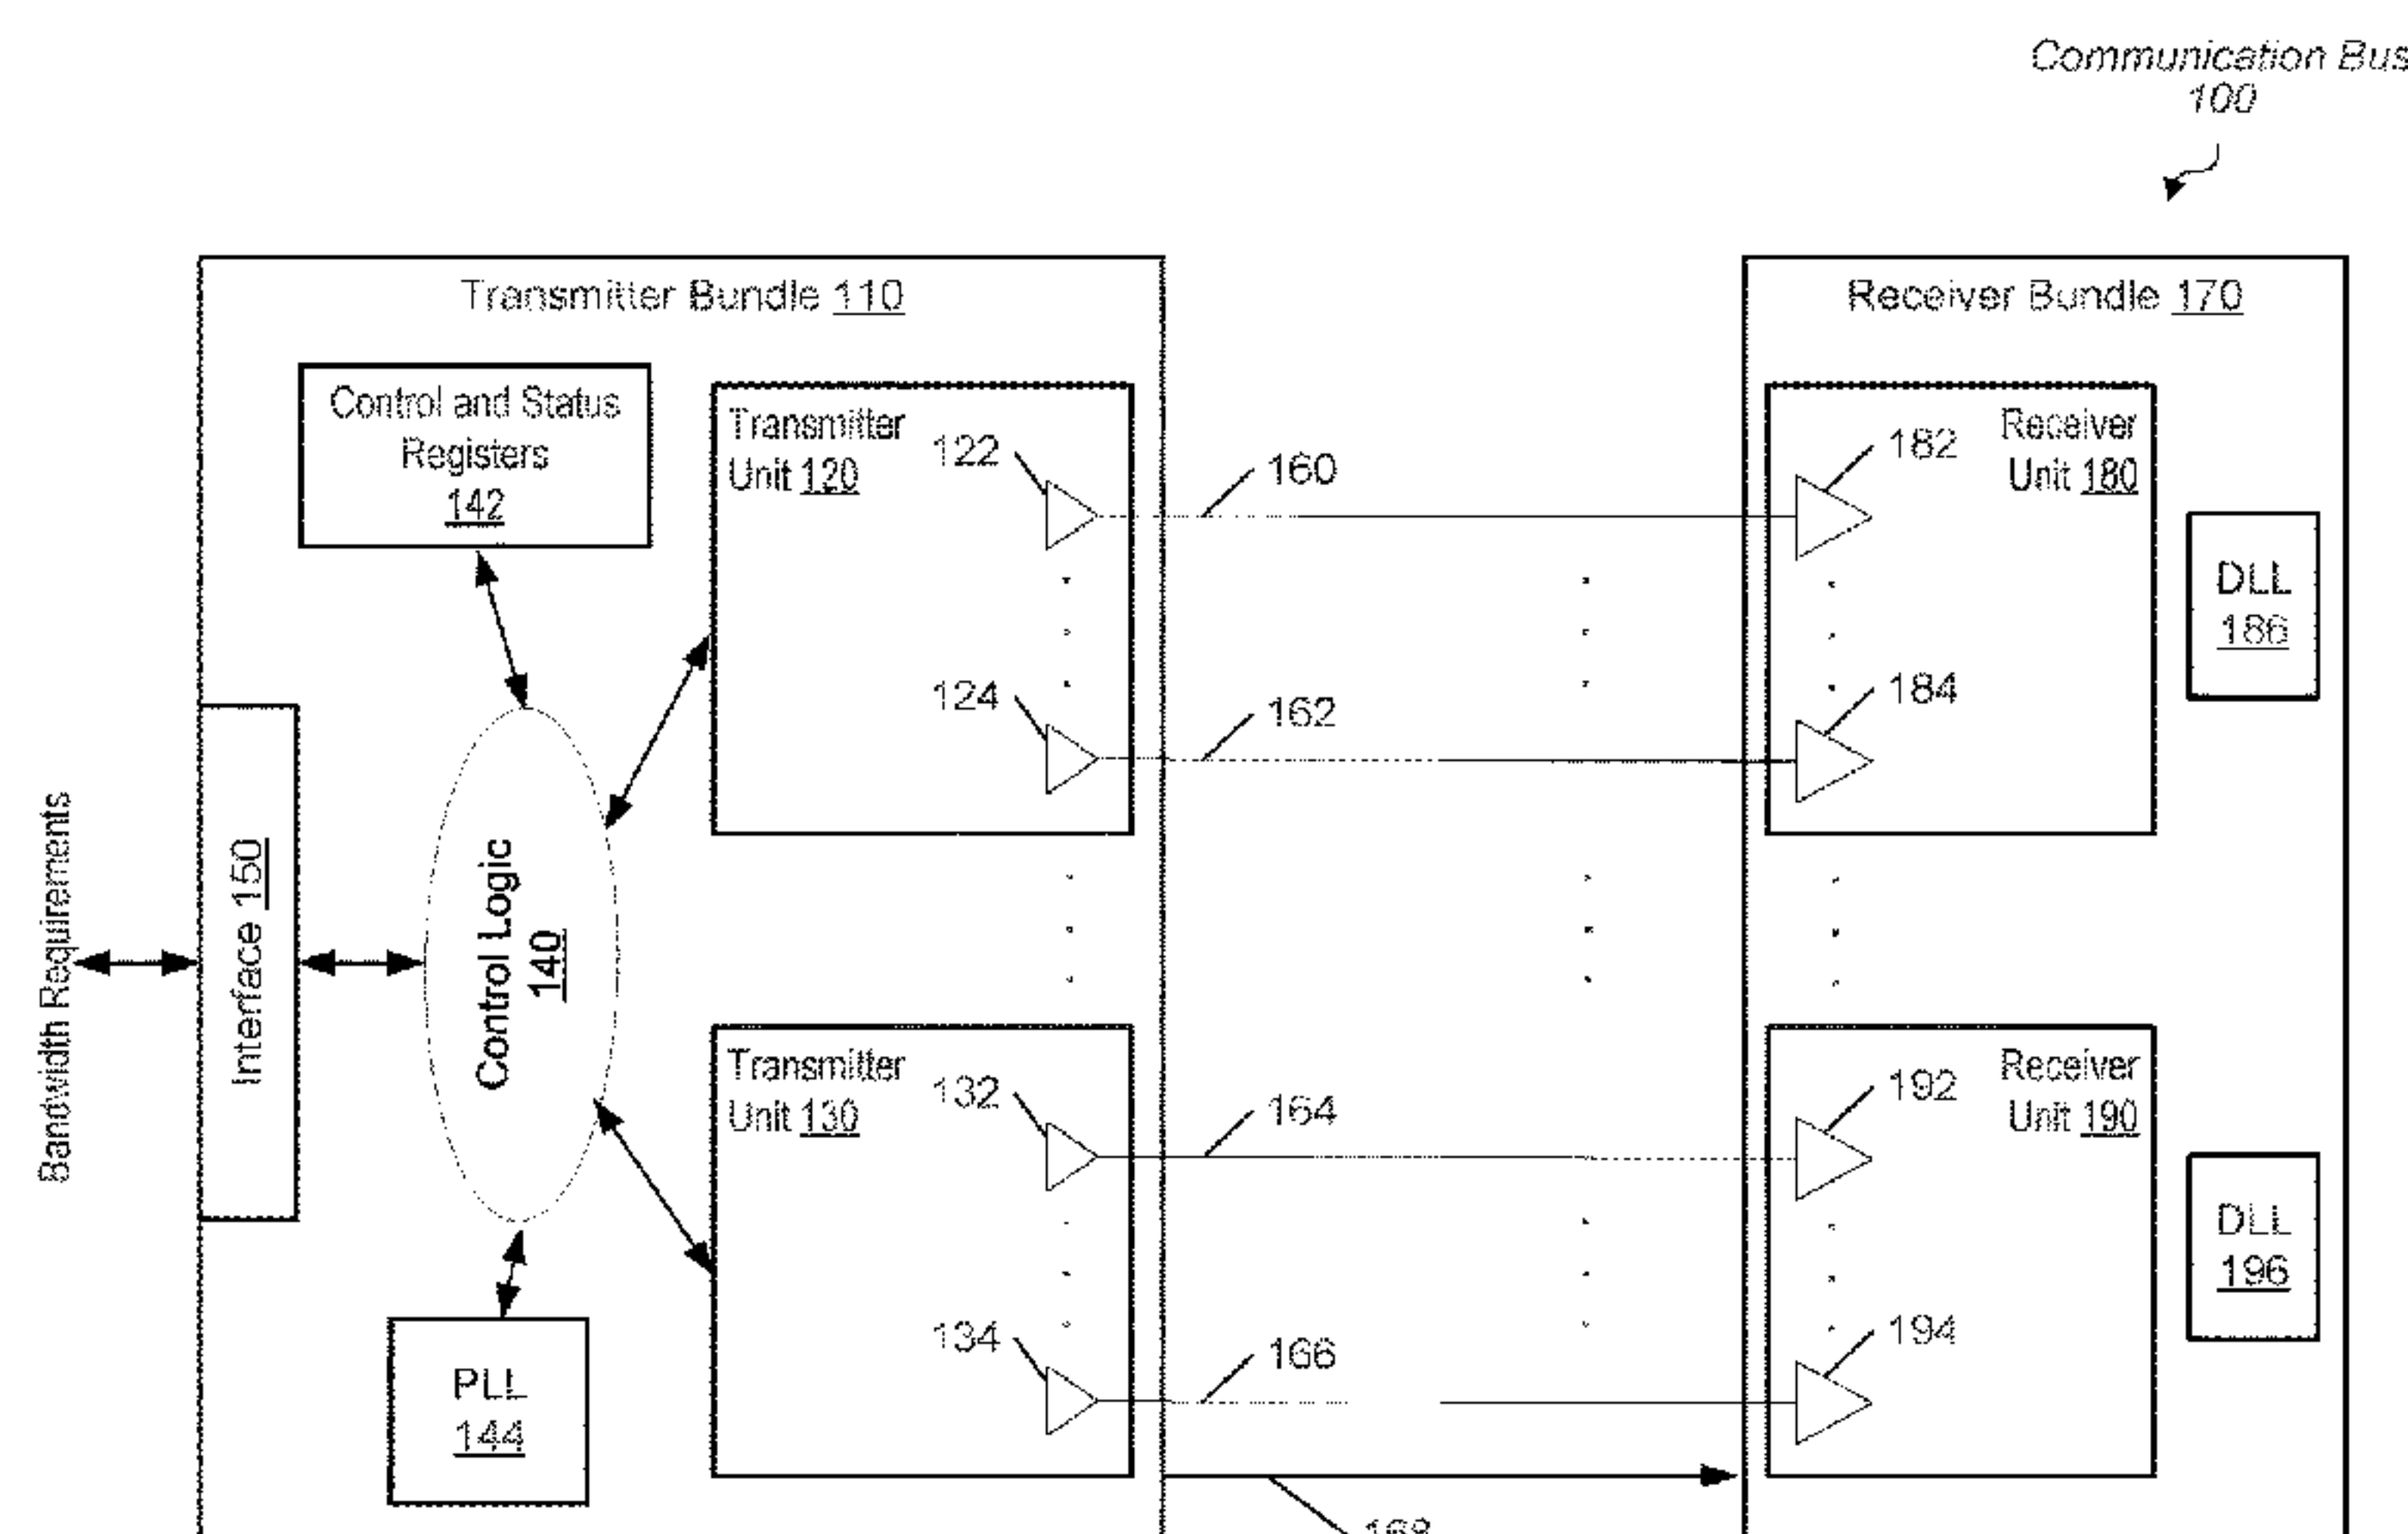 Communication Bus
100
Transmitter Bundle 110
Receiver Bundle 170
Control and Status
Registers
142
Transmitter
Unit 120
122
160
182
Receiver
Unit 180
DLL
186
124
162
184
Bandwidth Requirements
Interface 150
Control Logic
140
Transmitter
Unit 130
132
164
192
Receiver
Unit 190
DLL
196
134
166
194
PLL
144
168